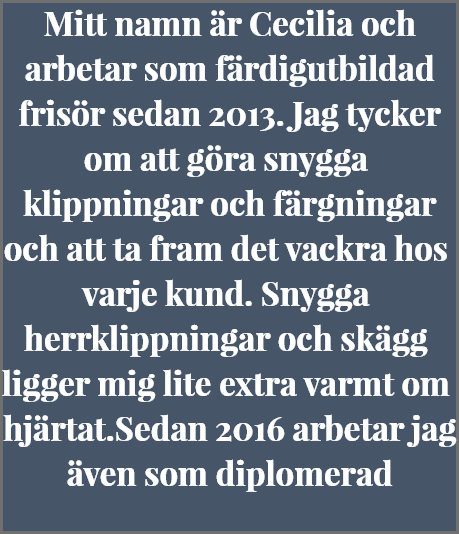 Mitt namn är Cecilia och
arbetar som färdigutbildad
frisör sedan 2013. Jag tycker
om att göra snygga
klippningar och färgningar
och att ta fram det vackra hos
varje kund. Snygga
herrklippningar och skägg
ligger mig lite extra varmt om
hjärtat.Sedan 2016 arbetar jag
även som diplomerad